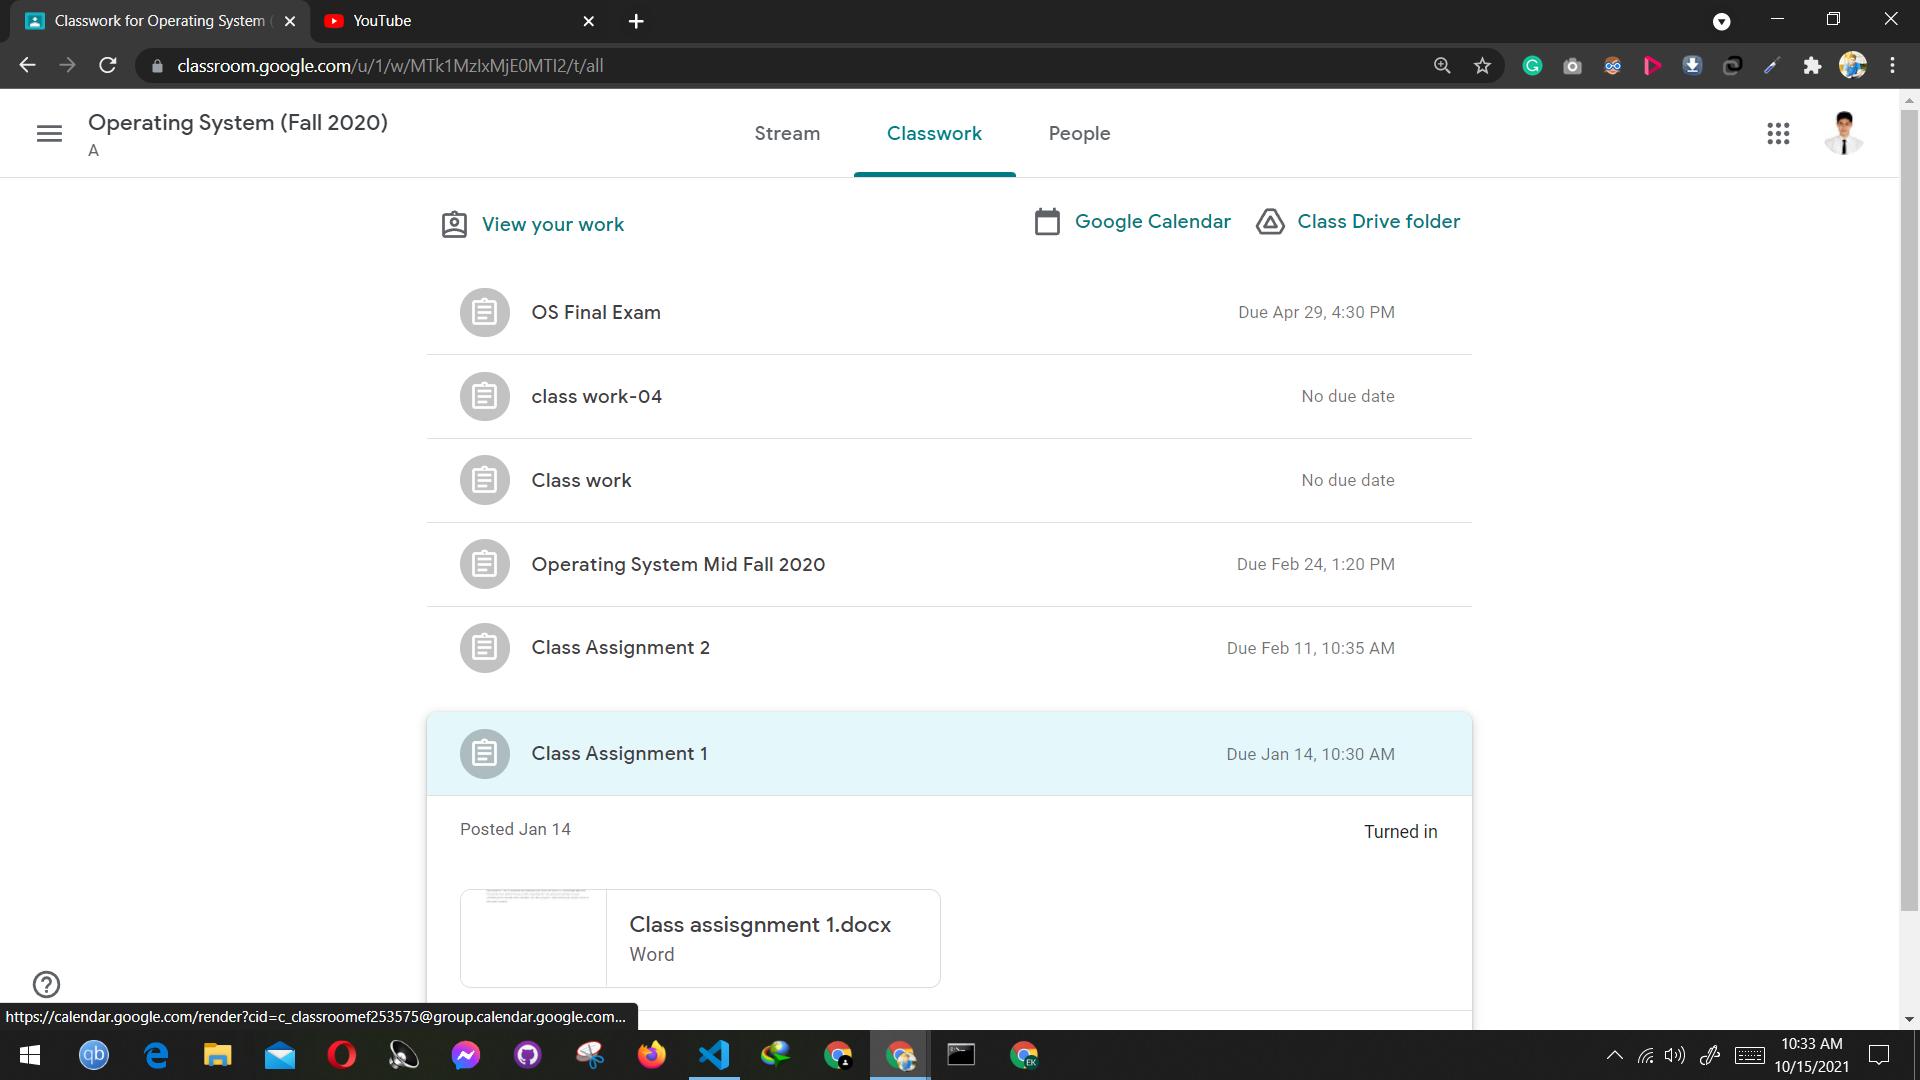 Classwork for Operating System (
YouTube
classroom.google.com/u/1/w/MTk1MzIxMjE0MTI2/t/all
Operating System (Fall 2020)
A
Stream
Classwork
People
View your work
Google Calendar
Class Drive folder
OS Final Exam
Due Apr 29, 4:30 PM
class work-04
No due date
Class work
No due date
Operating System Mid Fall 2020
Due Feb 24, 1:20 PM
Class Assignment 2
Due Feb 11, 10:35 AM
Class Assignment 1
Due Jan 14, 10:30 AM
Posted Jan 14
Turned in
Class assisgnment 1.docx
Word
https://calendar.google.com/render?cid=c_classroomef253575@group.calendar.google.com...
qb
EK
10:33 AM
10/15/2021